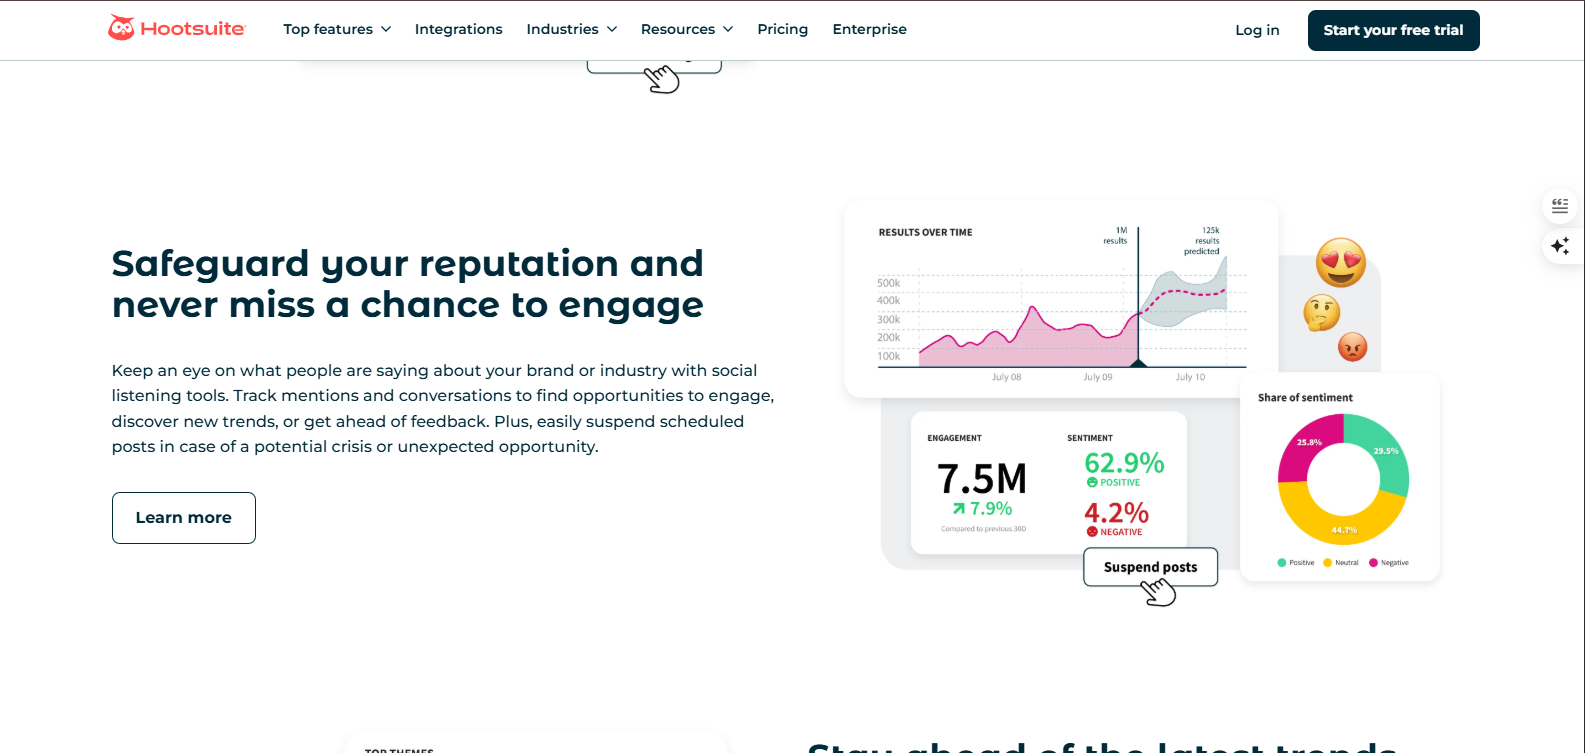 Hootsuite
Top features
Integrations
Industries
Resources
Pricing
Enterprise
Log in
Start your free trial
Safeguard your reputation and
never miss a chance to engage
Keep an eye on what people are saying about your brand or industry with social
listening tools. Track mentions and conversations to find opportunities to engage,
discover new trends, or get ahead of feedback. Plus, easily suspend scheduled
posts in case of a potential crisis or unexpected opportunity.
Learn more
RESULTS OVER TIME
1M
results
125k
results
predicted
500k
400k
300k
200k
100k
July 08
July 09
July 10
ENGAGEMENT
7.5M
7.9%
Compared to previous 30D
SENTIMENT
62.9%
POSITIVE
4.2%
NEGATIVE
Suspend posts
Share of sentiment
25.8%
29.5%
44.7%
Positive
Neutral
Negative
TOP THEMES
Stay ahead of the latest trends